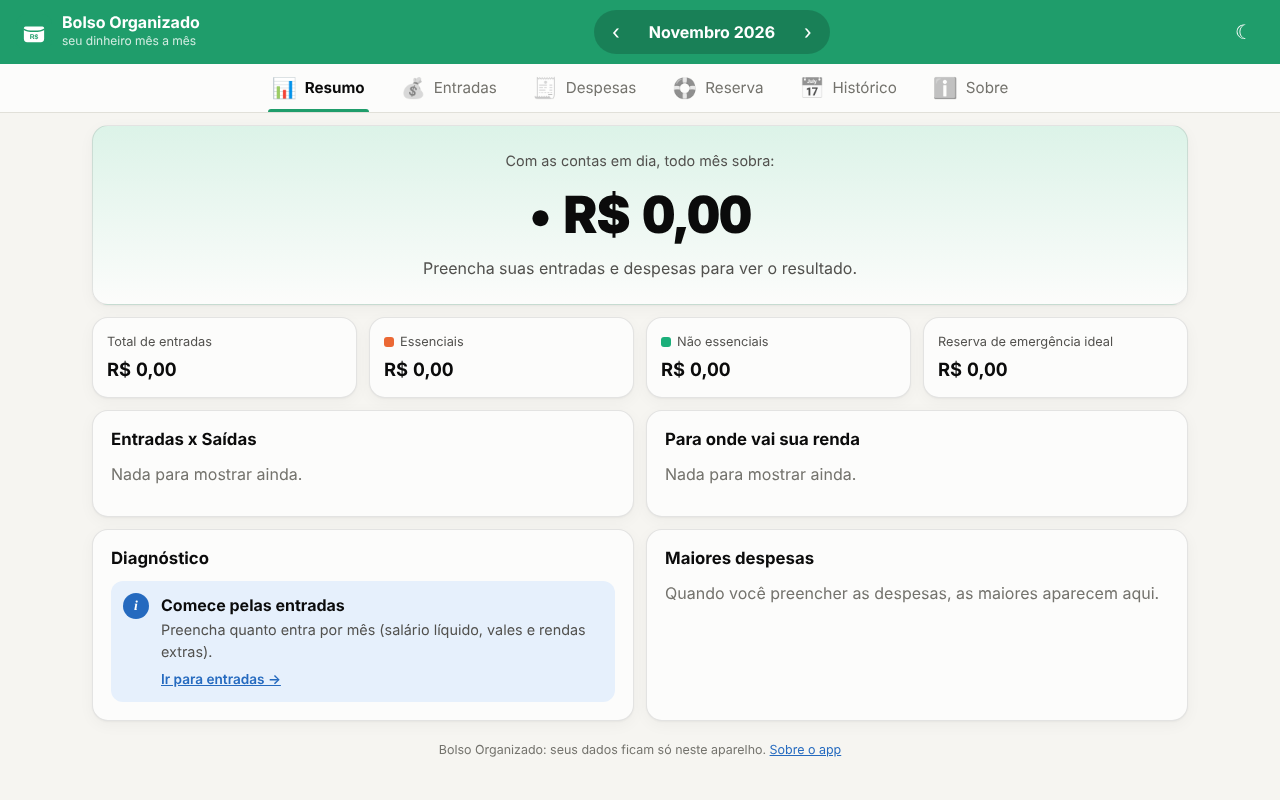 Bolso Organizado
seu dinheiro mês a mês
R$
‹ Novembro 2026 ›
Resumo
Entradas
Despesas
Reserva
Histórico
Sobre
Com as contas em dia, todo mês sobra:
• R$ 0,00
Preencha suas entradas e despesas para ver o resultado.
Total de entradas
R$ 0,00
Essenciais
R$ 0,00
Não essenciais
R$ 0,00
Reserva de emergência ideal
R$ 0,00
Entradas x Saídas
Nada para mostrar ainda.
Para onde vai sua renda
Nada para mostrar ainda.
Diagnóstico
i
Comece pelas entradas
Preencha quanto entra por mês (salário líquido, vales e rendas
extras).
Ir para entradas →
Maiores despesas
Quando você preencher as despesas, as maiores aparecem aqui.
Bolso Organizado: seus dados ficam só neste aparelho. Sobre o app